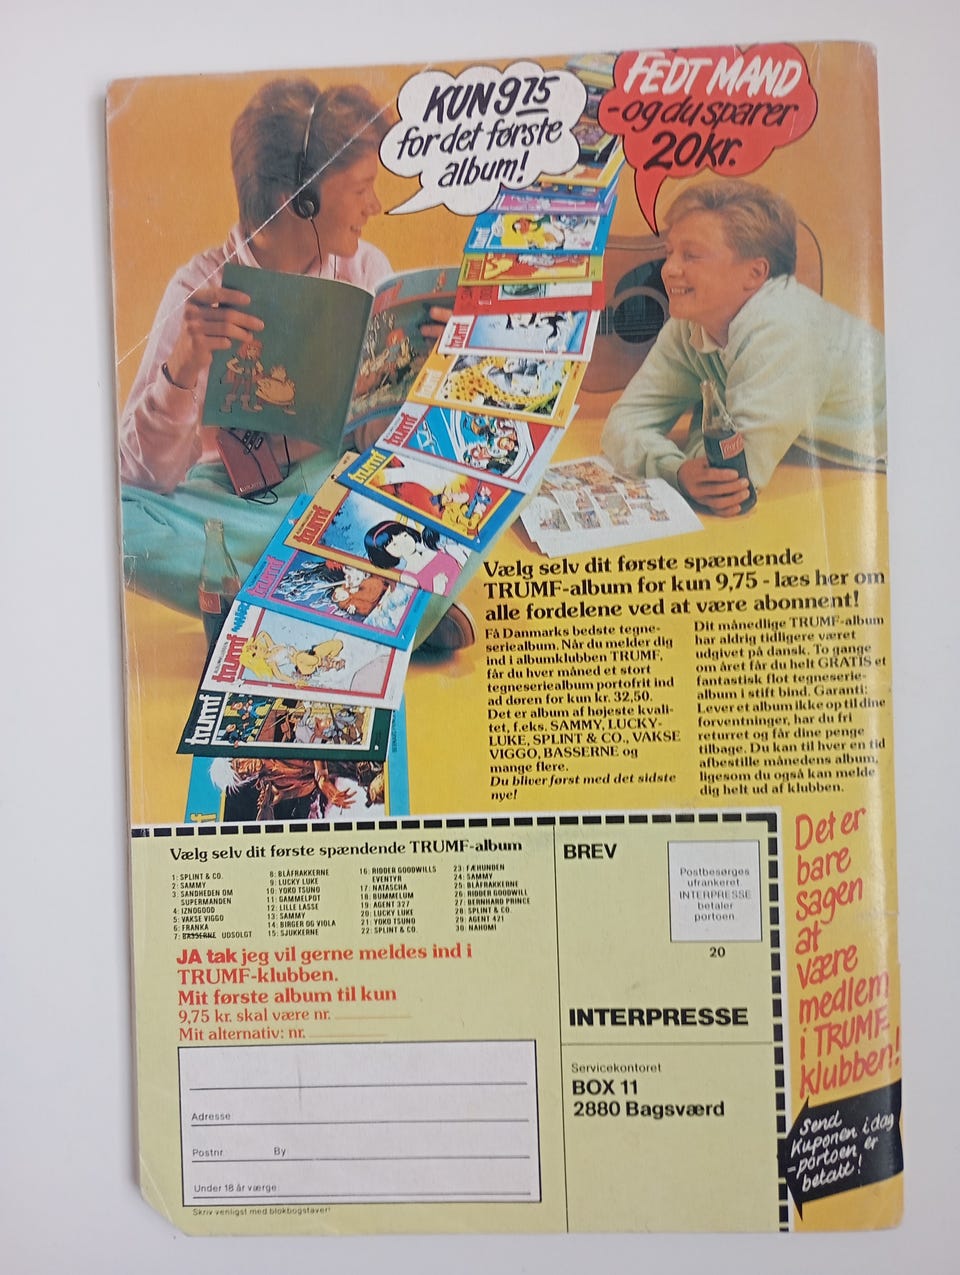 KUN 9 75
for det første
album!
FEDT MAND
- og du sparer
20 kr.
trumf
trumf
trumf
trumf
trumf
trumf
trumf
trumf
Vælg selv dit første spændende
TRUMF-album for kun 9,75 - læs her om
alle fordelene ved at være abonnent!
Få Danmarks bedste tegne-
seriealbum. Når du melder dig
ind i albumklubben TRUMF,
får du hver måned et stort
tegneseriealbum portofrit ind
ad døren for kun kr. 32,50.
Det er album af højeste kvali-
tet, f.eks. SAMMY, LUCKY-
LUKE, SPLINT & CO., VAKSE
VIGGO, BASSERNE og
mange flere.
Du bliver først med det sidste
nye!
Dit månedlige TRUMF-album
har aldrig tidligere været
udgivet på dansk. To gange
om året får du helt GRATIS et
fantastisk flot tegneserie-
album i stift bind. Garanti:
Lever et album ikke op til dine
forventninger, har du fri
returret og får dine penge
tilbage. Du kan til hver en tid
afbestille månedens album,
ligesom du også kan melde
dig helt ud af klubben.
Vælg selv dit første spændende TRUMF-album
1: SPLINT & CO.
2: SAMMY
3: SANDHEDEN OM
SUPERMANDEN
4: IZNOGOOD
5: VAKSE VIGGO
6: FRANKA
7: BASSERNE UDSOLGT
8: BLÅFRAKKERNE
9: LUCKY LUKE
10: YOKO TSUNO
11: GAMMELPOT
12: LILLE LASSE
13: SAMMY
14: BIRGER OG VIOLA
15: SJUKKERNE
16: RIDDER GOODWILLS
EVENTYR
17: NATASCHA
18: BUMMELUM
19: AGENT 327
20: LUCKY LUKE
21: YOKO TSUNO
22: SPLINT & CO.
23: FÆHUNDEN
24: SAMMY
25: BLÅFRAKKERNE
26: RIDDER GOODWILL
27: BERNHARD PRINCE
28: SPLINT & CO.
29: AGENT 421
30: NAHOMI
JA tak jeg vil gerne meldes ind i
TRUMF-klubben.
Mit første album til kun
9,75 kr. skal være nr.
Mit alternativ: nr.
Adresse
Postnr. By
Under 18 år værge
Skriv venligst med blokbogstaver!
BREV
Postbesørges
ufrankeret
INTERPRESSE
betaler
portoen.
20
INTERPRESSE
Servicekontoret
BOX 11
2880 Bagsværd
Det er
bare
sagen
at
være
medlem
i TRUMF-
klubben!
Send
Kuponen i dag
- portoen er
betalt!